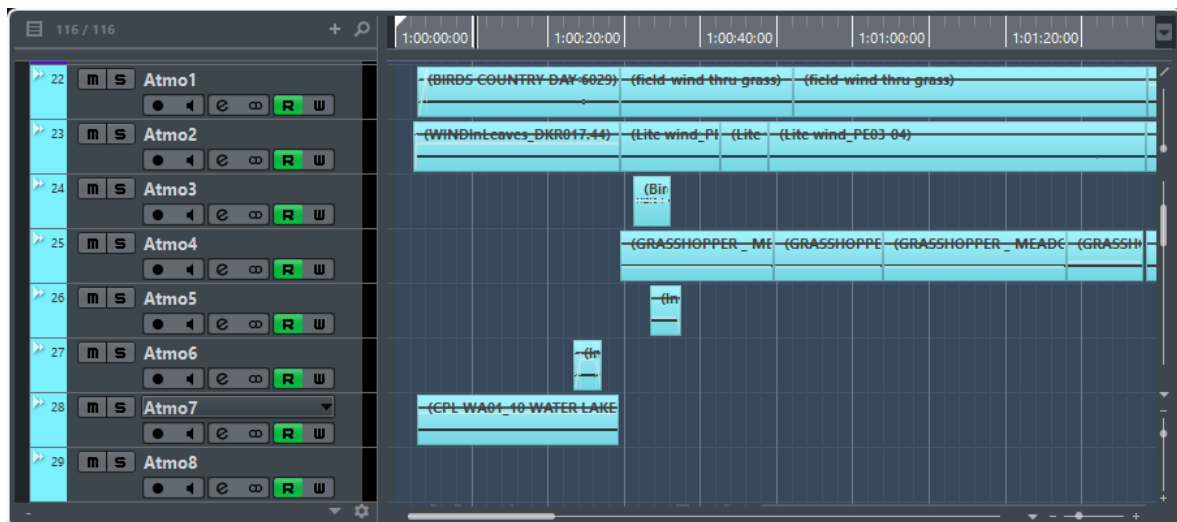 116 / 116 +
1:00:00:00 1:00:20:00 1:00:40:00 1:01:00:00 1:01:20:00
22 m S Atmo1
e R W
(BIRDS COUNTRY DAY-6029) (field-wind thru grass) (field-wind thru grass)
23 m S Atmo2
e R W
(WINDInLeaves_DKR017.44) (Lite wind_PE (Lite (Lite wind_PE03-04)
24 m S Atmo3
e R W
(Bir
25 m S Atmo4
e R W
(GRASSHOPPER _ ME (GRASSHOPPE (GRASSHOPPER _ MEADO (GRASSH
26 m S Atmo5
e R W
(In
27 m S Atmo6
e R W
28 m S Atmo7
e R W
(CPL-WA01_10 WATER LAKE
29 m S Atmo8
e R W